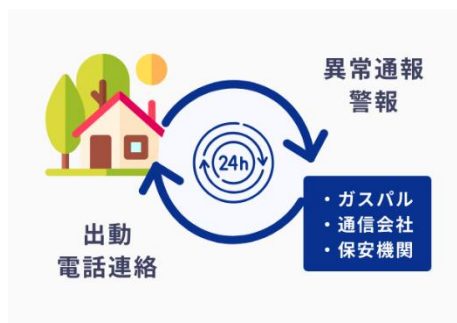 異常通報
警報
24h
・ガスパル
・通信会社
・保安機関
出動
電話連絡